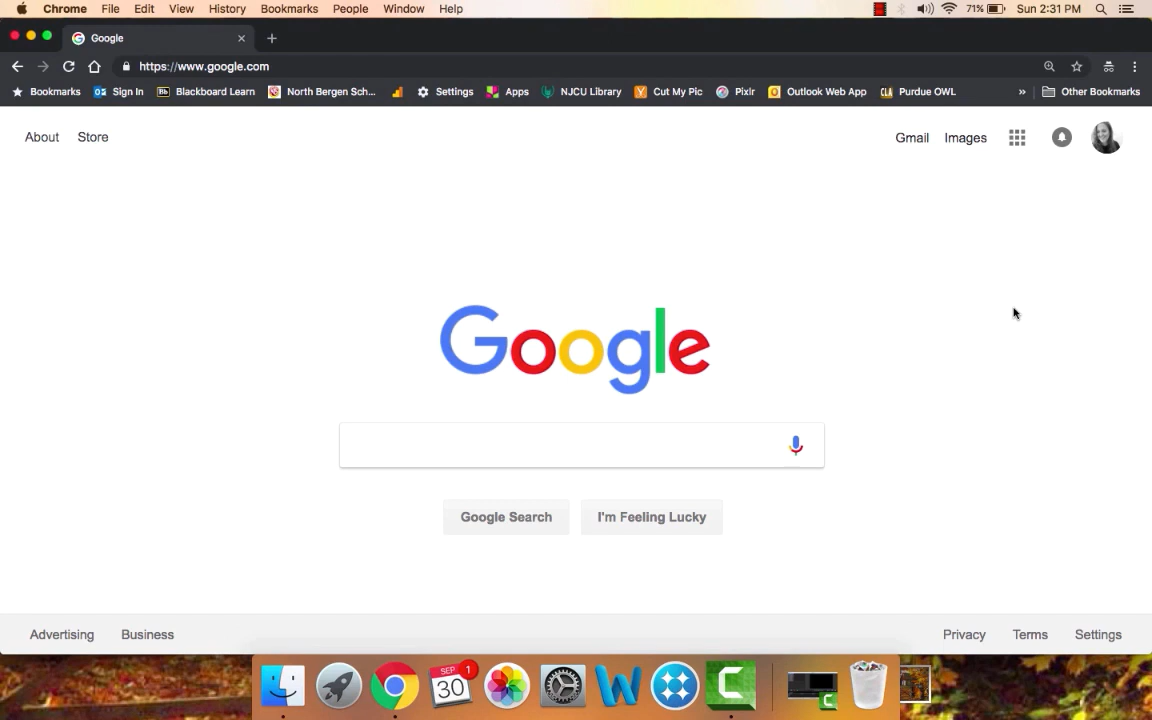 Chrome File Edit View History Bookmarks People Window Help 71% Sun 2:31 PM
Google
https://www.google.com
Bookmarks Sign In Bb Blackboard Learn North Bergen Sch... Settings Apps NJCU Library Y Cut My Pic Pixlr Outlook Web App CLA Purdue OWL » Other Bookmarks
About Store Gmail Images
Google
Google Search I'm Feeling Lucky
Advertising Business Privacy Terms Settings
SEP 1
30